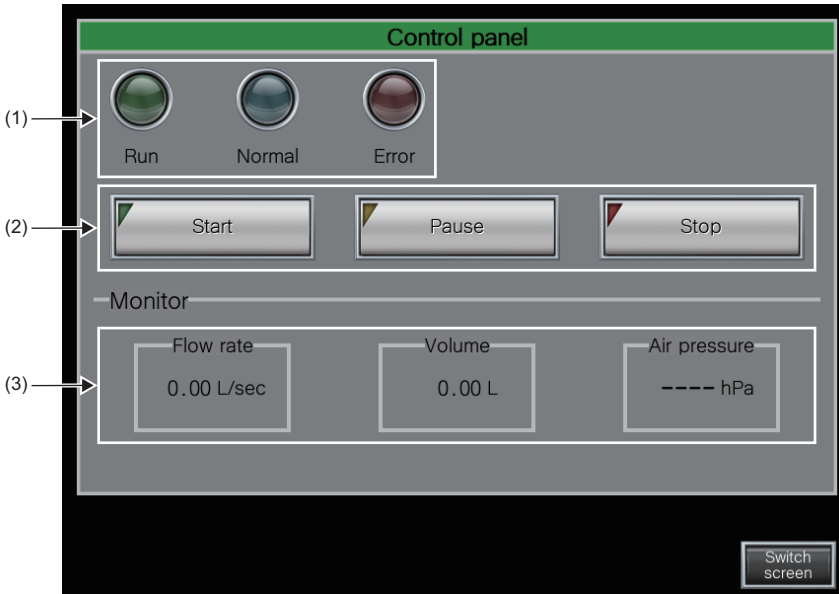 Control panel
(1)
Run Normal Error
(2)
Start Pause Stop
Monitor
(3)
Flow rate Volume Air pressure
0.00 L/sec 0.00 L ---- hPa
Switch
screen